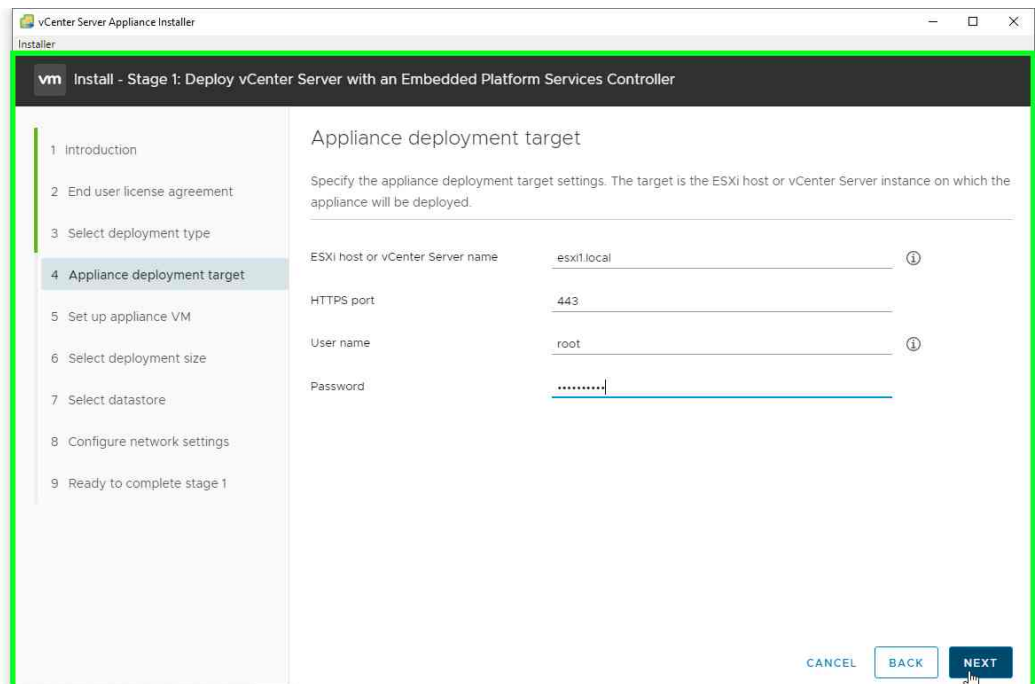 vCenter Server Appliance Installer
Installer
vm Install - Stage 1: Deploy vCenter Server with an Embedded Platform Services Controller
1 Introduction
2 End user license agreement
3 Select deployment type
4 Appliance deployment target
5 Set up appliance VM
6 Select deployment size
7 Select datastore
8 Configure network settings
9 Ready to complete stage 1
Appliance deployment target
Specify the appliance deployment target settings. The target is the ESXi host or vCenter Server instance on which the
appliance will be deployed.
ESXi host or vCenter Server name esxi1.local
HTTPS port 443
User name root
Password ••••••••••
CANCEL BACK NEXT